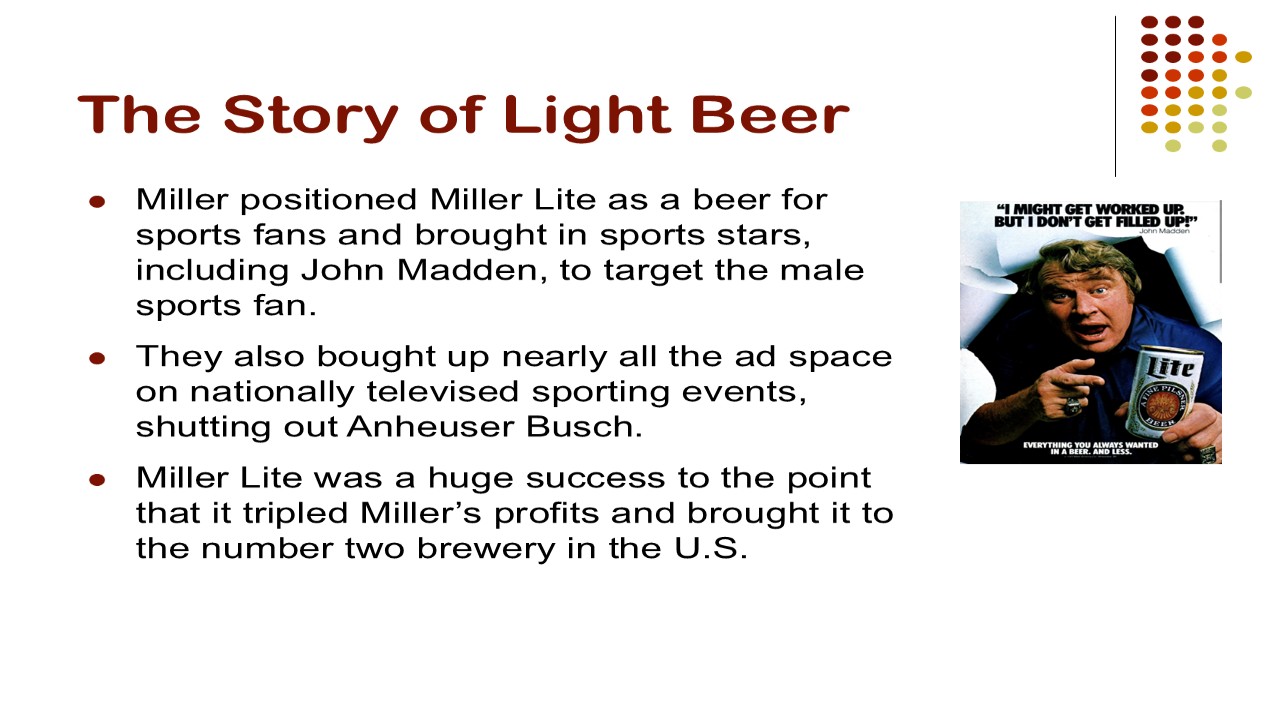 The Story of Light Beer
Miller positioned Miller Lite as a beer for
sports fans and brought in sports stars,
including John Madden, to target the male
sports fan.
They also bought up nearly all the ad space
on nationally televised sporting events,
shutting out Anheuser Busch.
Miller Lite was a huge success to the point
that it tripled Miller’s profits and brought it to
the number two brewery in the U.S.
“I MIGHT GET WORKED UP.
BUT I DON'T GET FILLED UP!”
John Madden
Lite
A FINE PILSNER
BEER
EVERYTHING YOU ALWAYS WANTED
IN A BEER. AND LESS.